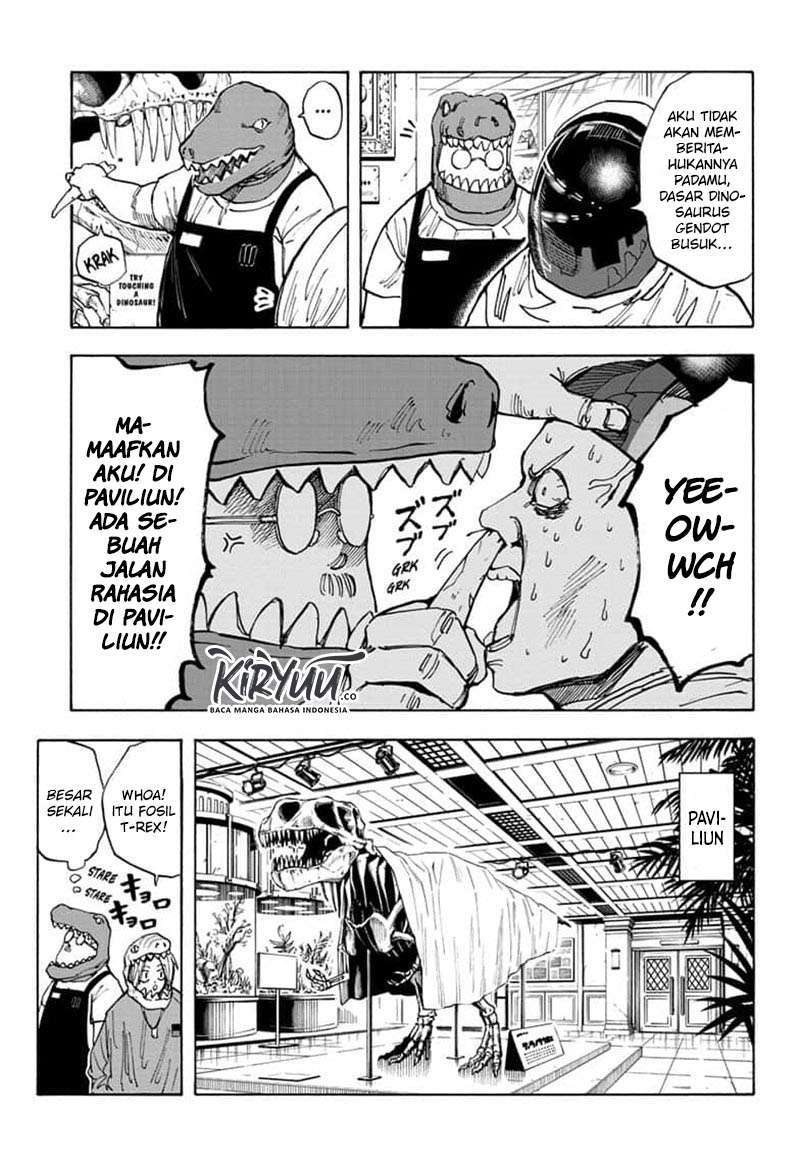 AKU TIDAK
AKAN MEM-
BERITA-
HUKANNYA
PADAMU,
DASAR DINO-
SAURUS
GENDOT
BUSUK...
...
KRAK
TRY
TOUCHING
A
DINOSAUR!
YEE-
OW-
WCH
!!
ズブ
ズブ
GRK
GRK
MA-
MAAFKAN
AKU! DI
PAVILIUN!
ADA SE-
BUAH
JALAN
RAHASIA
DI PAVI-
LIUN!!
KIRYUU.CO
BACA MANGA BAHASA INDONESIA
PAVI-
LIUN
WHOA!
ITU FOSIL
T-REX!
BESAR
SEKALI
...
STARE
STARE
キョロ
キョロ